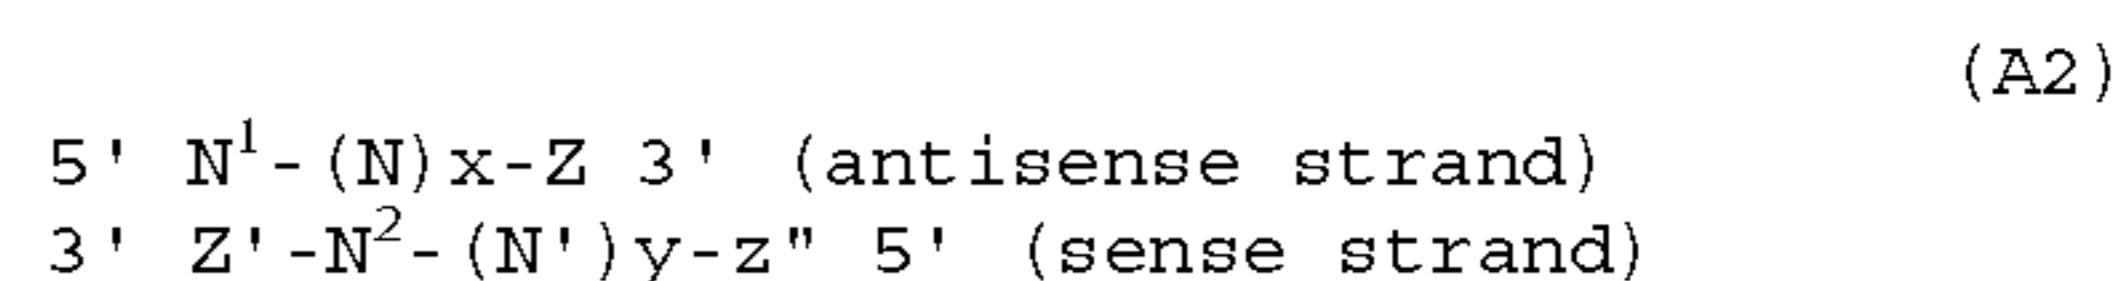 (A2)
5' N¹-(N)x-Z 3' (antisense strand)
3' Z'-N²-(N')y-z" 5' (sense strand)